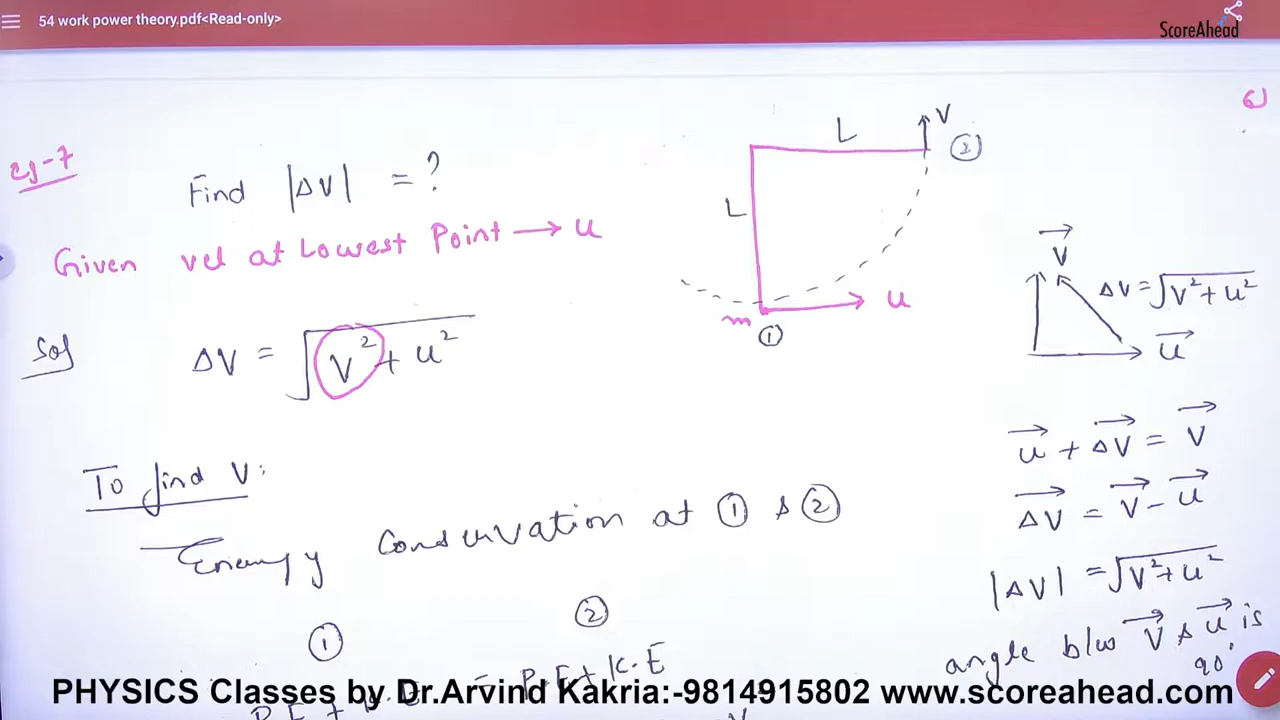 54 work power theory.pdf<Read-only>
ScoreAhead
6)
eg-7
Find |ΔV| = ?
Given vel at Lowest Point → u
L
V
②
L
m
①
u
Sol
ΔV = √V² + u²
V⃗
ΔV = √V² + u²
u⃗
u⃗ + ΔV⃗ = V⃗
ΔV⃗ = V⃗ - u⃗
|ΔV| = √V² + u²
angle b/w V⃗ & u⃗ is
90°
To find V:
Energy Conservation at ① & ②
① ②
= P.E + K.E
PHYSICS Classes by Dr.Arvind Kakria:-9814915802 www.scoreahead.com